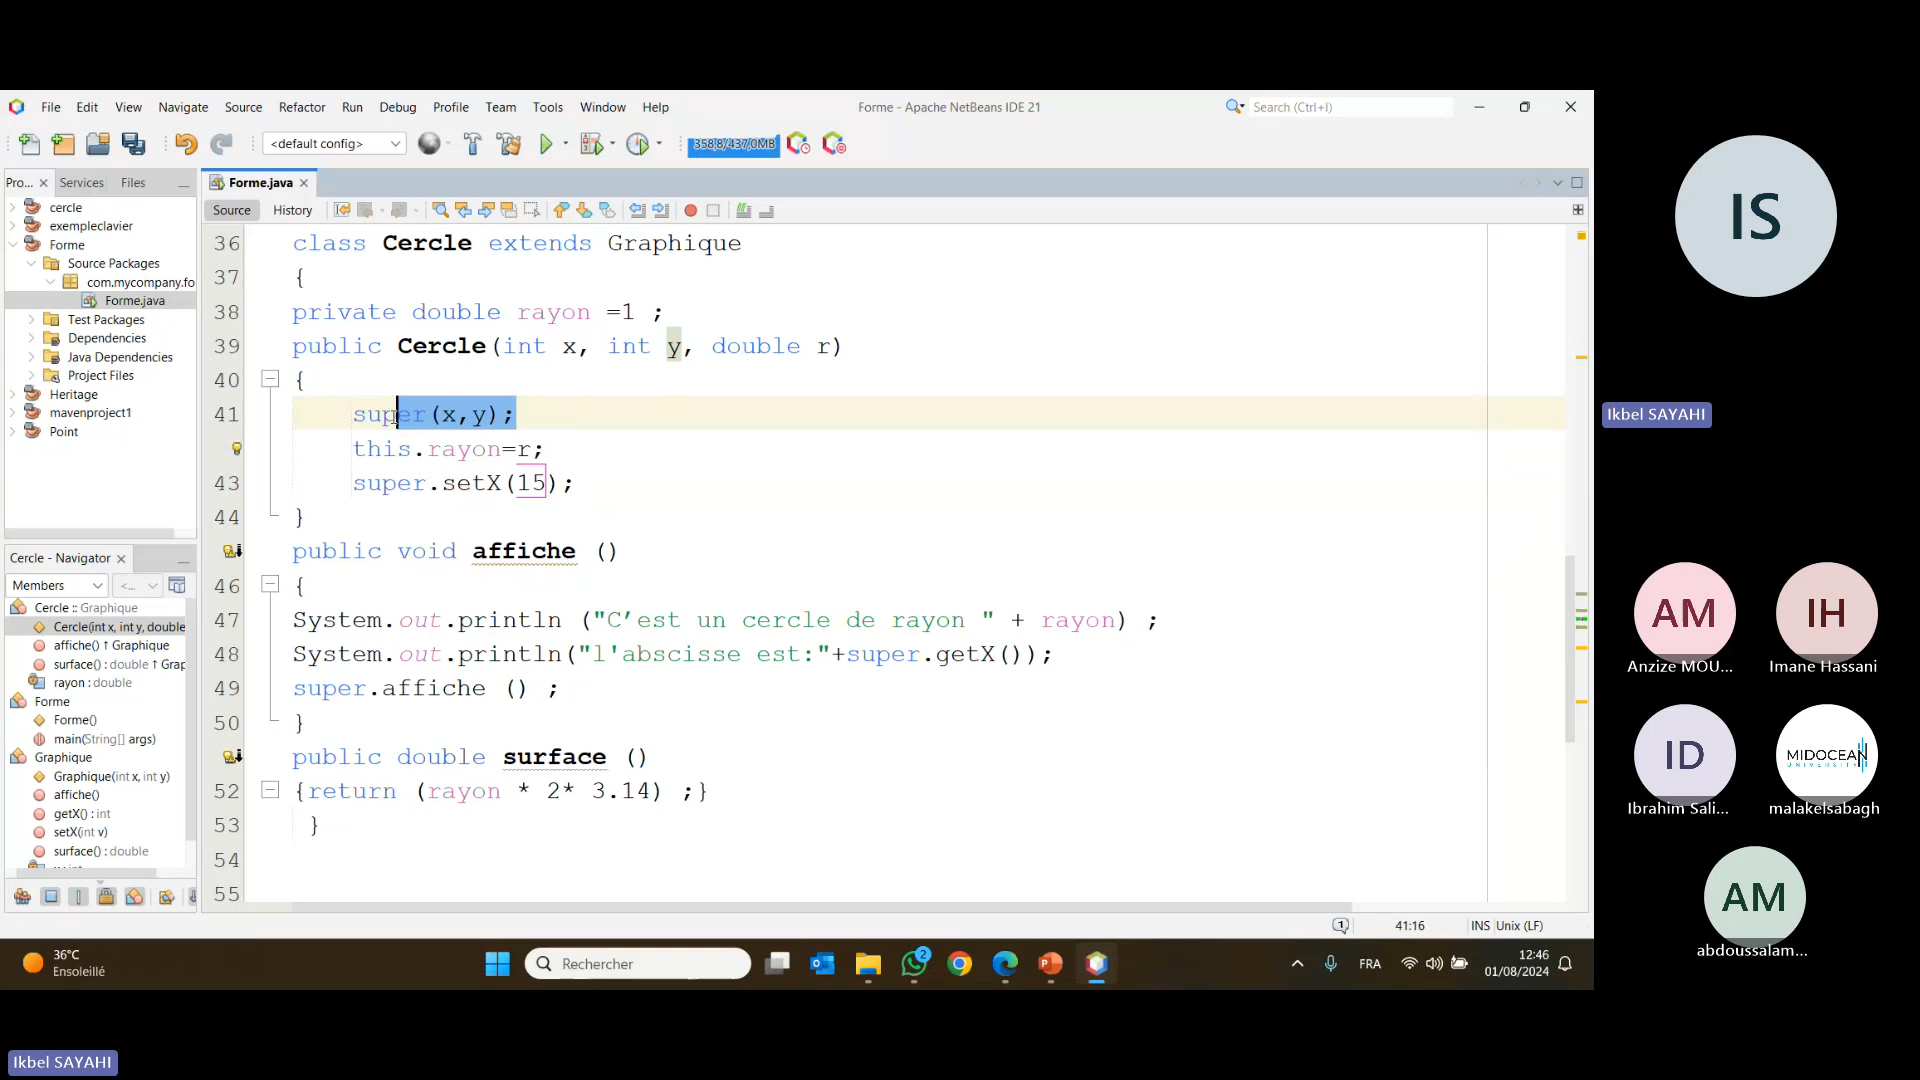 File Edit View Navigate Source Refactor Run Debug Profile Team Tools Window Help
Forme - Apache NetBeans IDE 21
Search (Ctrl+I)
<default config>
358,8/437,0MB
Pro... Services Files
Forme.java
Source History
cercle
exempleclavier
Forme
Source Packages
com.mycompany.fo
Forme.java
Test Packages
Dependencies
Java Dependencies
Project Files
Heritage
mavenproject1
Point
36 class Cercle extends Graphique
37 {
38 private double rayon =1 ;
39 public Cercle(int x, int y, double r)
40 {
41 super(x,y);
this.rayon=r;
43 super.setX(15);
44 }
public void affiche ()
46 {
47 System.out.println ("C’est un cercle de rayon " + rayon) ;
48 System.out.println("l'abscisse est:"+super.getX());
49 super.affiche () ;
50 }
public double surface ()
52 {return (rayon * 2* 3.14) ;}
53 }
54
55
Cercle - Navigator
Members <...
Cercle :: Graphique
Cercle(int x, int y, double
affiche() ↑ Graphique
surface() : double ↑ Grap
rayon : double
Forme
Forme()
main(String[] args)
Graphique
Graphique(int x, int y)
affiche()
getX() : int
setX(int v)
surface() : double
41:16 INS Unix (LF)
36°C
Ensoleillé
Rechercher
2
FRA
12:46
01/08/2024
IS
Ikbel SAYAHI
AM
Anzize MOU...
IH
Imane Hassani
ID
Ibrahim Sali...
MIDOCEAN
UNIVERSITY
malakelsabagh
AM
abdoussalam...
Ikbel SAYAHI